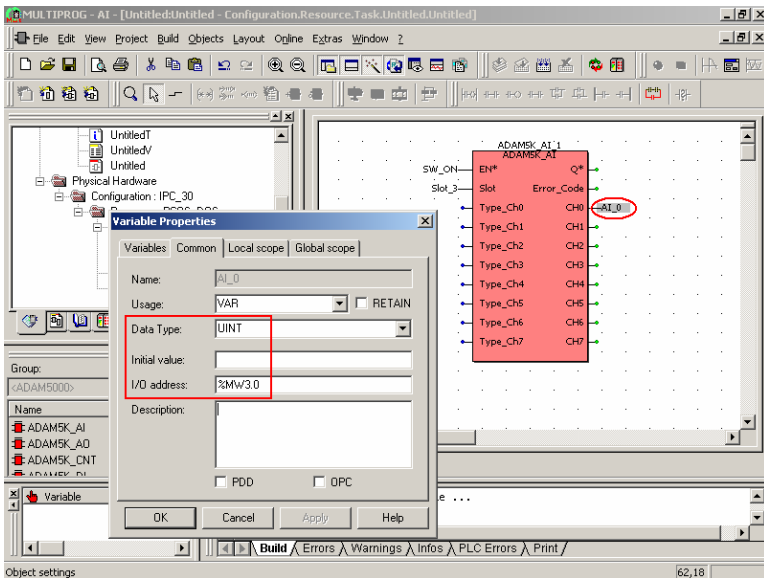 MULTIPROG - AI - [Untitled:Untitled - Configuration.Resource.Task.Untitled.Untitled]
File Edit View Project Build Objects Layout Online Extras Window ?
UntitledT
UntitledV
Untitled
Physical Hardware
Configuration : IPC_30
ADAM5K_AI_1
ADAM5K_AI
SW_ON EN* Q*
Slot_3 Slot Error_Code
Type_Ch0 CH0 AI_0
Type_Ch1 CH1
Type_Ch2 CH2
Type_Ch3 CH3
Type_Ch4 CH4
Type_Ch5 CH5
Type_Ch6 CH6
Type_Ch7 CH7
Variable Properties
Variables Common Local scope Global scope
Name: AI_0
Usage: VAR RETAIN
Data Type: UINT
Initial value:
I/O address: %MW3.0
Description:
PDD OPC
OK Cancel Apply Help
Group:
<ADAM5000>
Name
ADAM5K_AI
ADAM5K_AO
ADAM5K_CNT
Variable
Build Errors Warnings Infos PLC Errors Print
Object settings
62,18